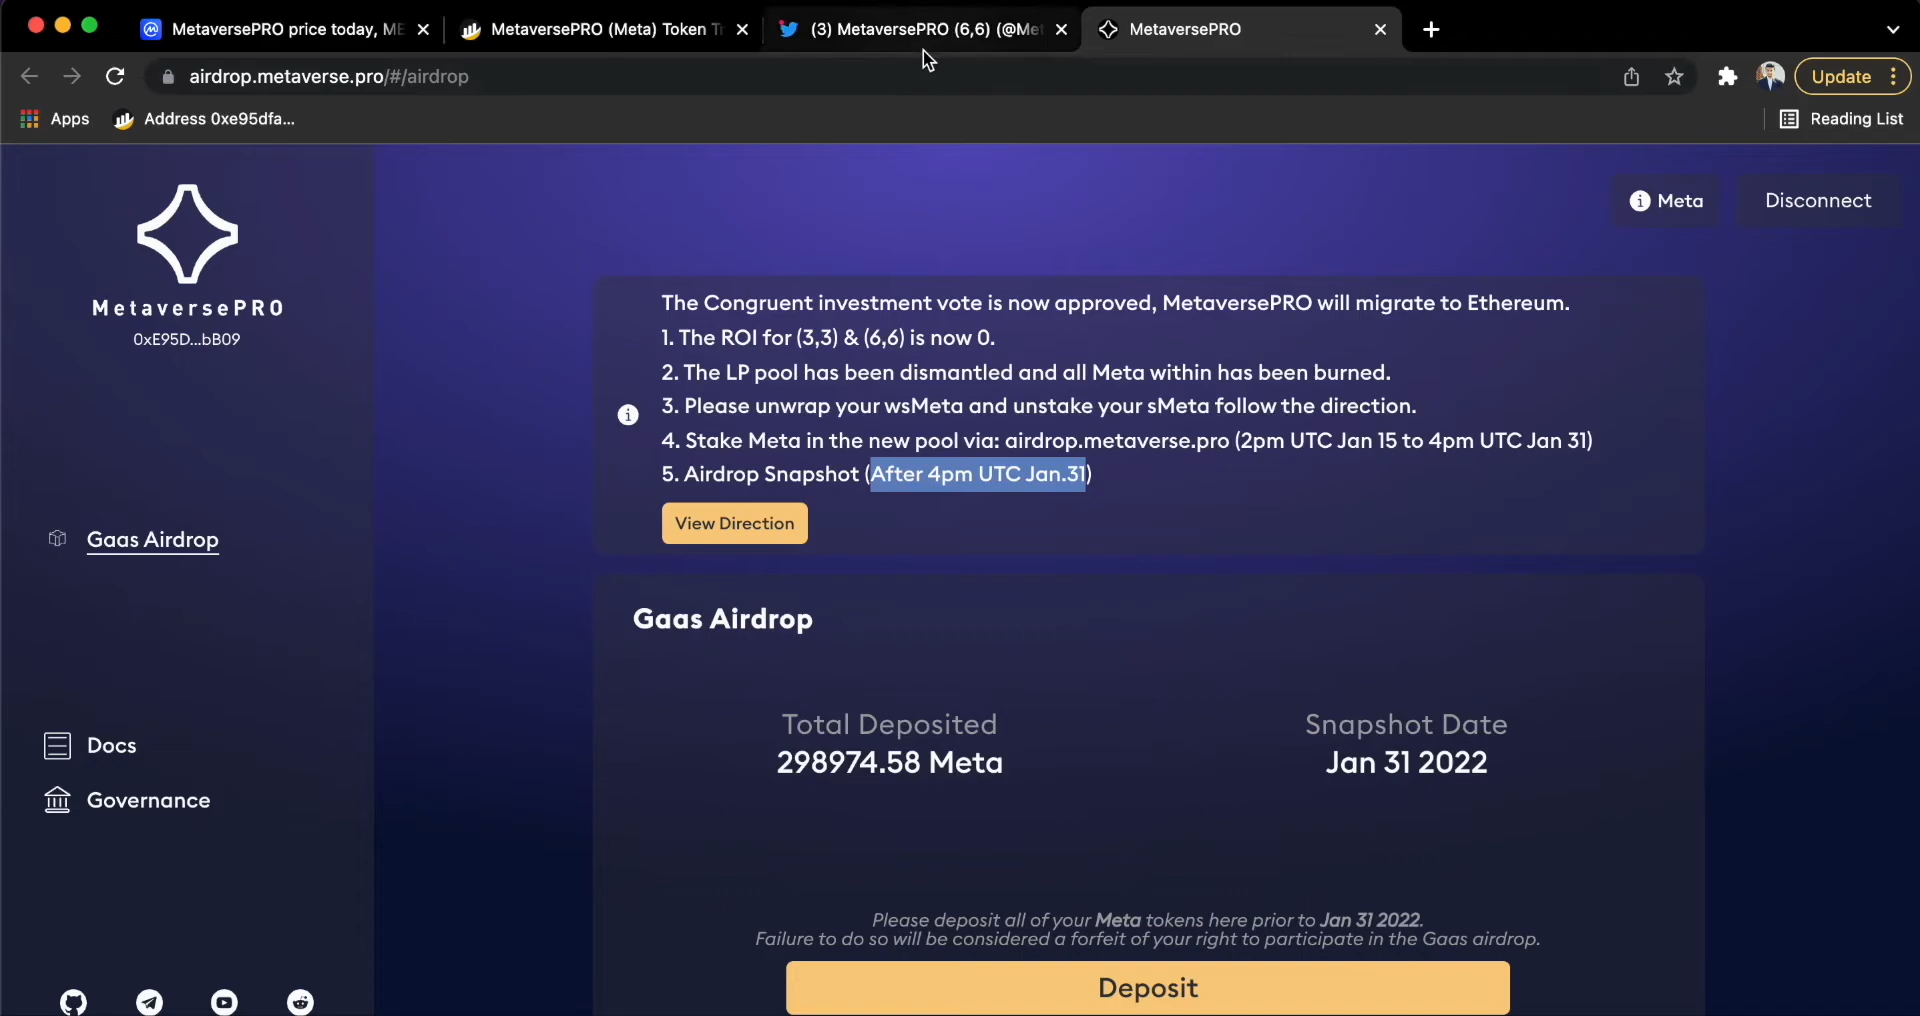 MetaversePRO price today, ME
MetaversePRO (Meta) Token Tr
(3) MetaversePRO (6,6) (@Met
MetaversePRO
airdrop.metaverse.pro/#/airdrop
Update
Apps
Address 0xe95dfa...
Reading List
MetaversePRO
0xE95D...bB09
Meta
Disconnect
The Congruent investment vote is now approved, MetaversePRO will migrate to Ethereum.
1. The ROI for (3,3) & (6,6) is now 0.
2. The LP pool has been dismantled and all Meta within has been burned.
3. Please unwrap your wsMeta and unstake your sMeta follow the direction.
4. Stake Meta in the new pool via: airdrop.metaverse.pro (2pm UTC Jan 15 to 4pm UTC Jan 31)
5. Airdrop Snapshot (After 4pm UTC Jan.31)
View Direction
Gaas Airdrop
Docs
Governance
Gaas Airdrop
Total Deposited
298974.58 Meta
Snapshot Date
Jan 31 2022
Please deposit all of your Meta tokens here prior to Jan 31 2022.
Failure to do so will be considered a forfeit of your right to participate in the Gaas airdrop.
Deposit